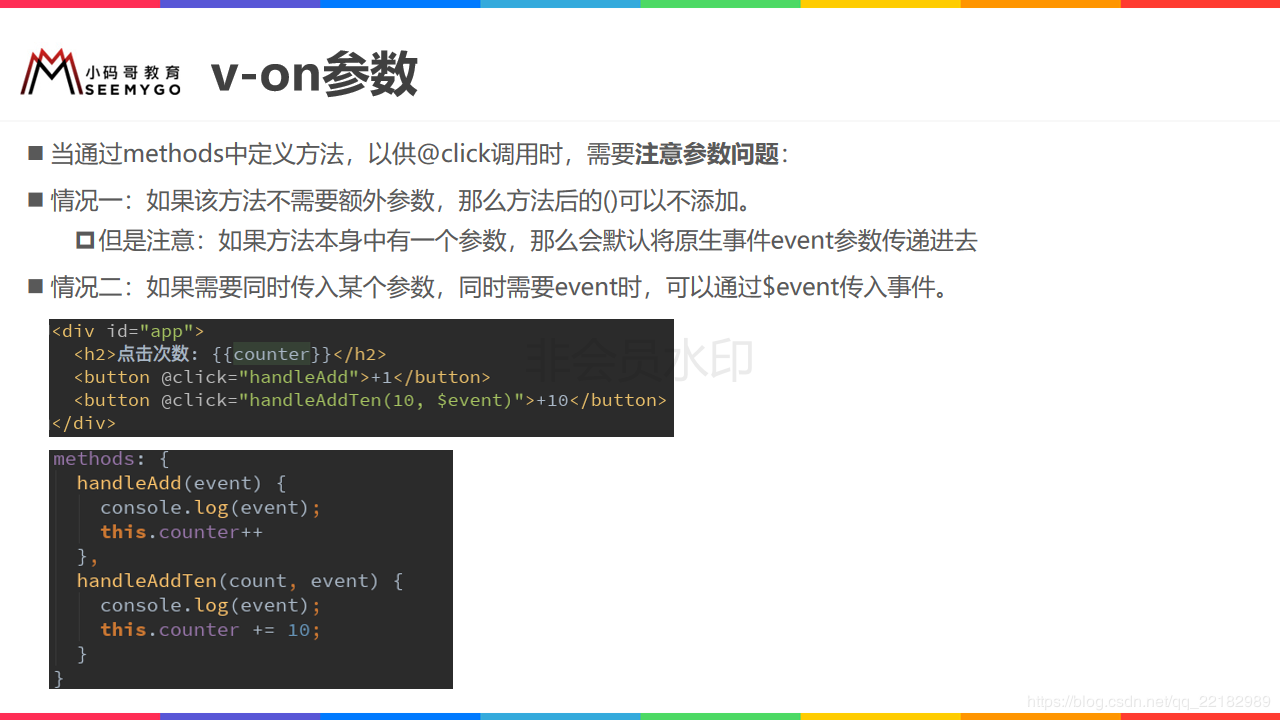 小码哥教育
SEEMYGO
v-on参数
当通过methods中定义方法，以供@click调用时，需要注意参数问题：
情况一：如果该方法不需要额外参数，那么方法后的()可以不添加。
但是注意：如果方法本身中有一个参数，那么会默认将原生事件event参数传递进去
情况二：如果需要同时传入某个参数，同时需要event时，可以通过$event传入事件。
<div id="app">
  <h2>点击次数: {{counter}}</h2>
  <button @click="handleAdd">+1</button>
  <button @click="handleAddTen(10, $event)">+10</button>
</div>
非会员水印
methods: {
  handleAdd(event) {
    console.log(event);
    this.counter++
  },
  handleAddTen(count, event) {
    console.log(event);
    this.counter += 10;
  }
}
https://blog.csdn.net/qq_22182989